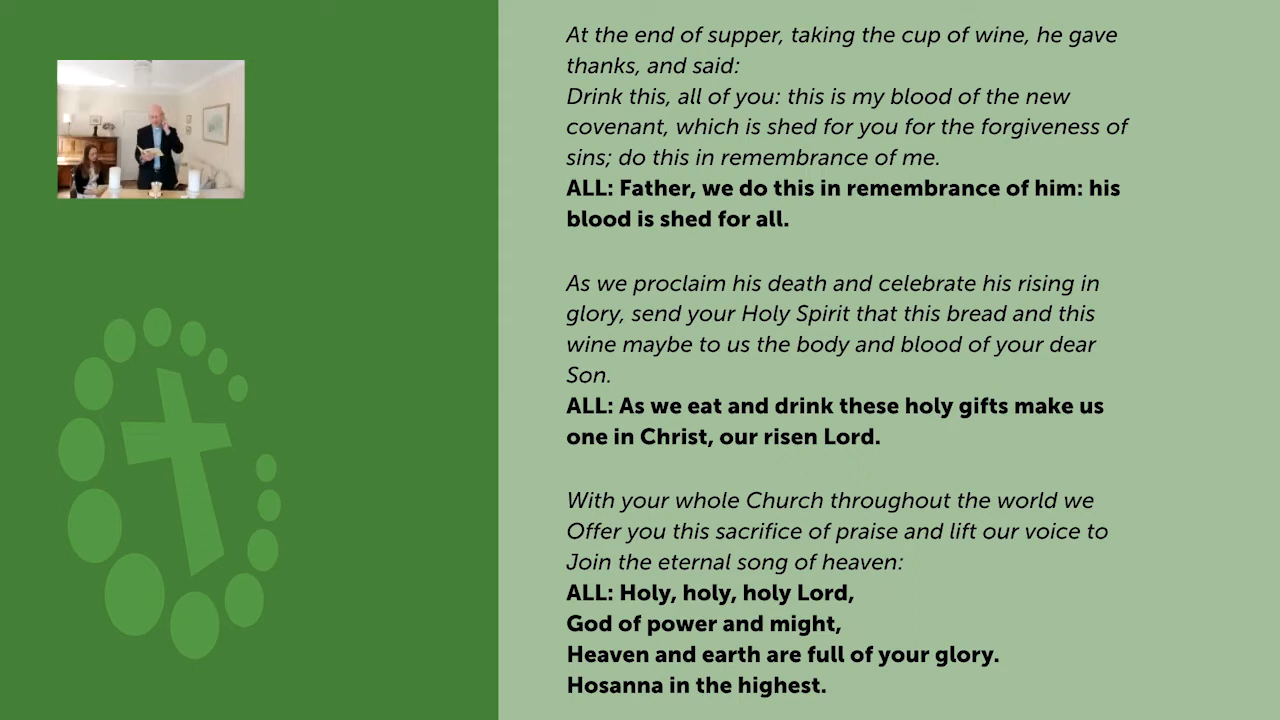 At the end of supper, taking the cup of wine, he gave
thanks, and said:
Drink this, all of you: this is my blood of the new
covenant, which is shed for you for the forgiveness of
sins; do this in remembrance of me.
ALL: Father, we do this in remembrance of him: his
blood is shed for all.
As we proclaim his death and celebrate his rising in
glory, send your Holy Spirit that this bread and this
wine maybe to us the body and blood of your dear
Son.
ALL: As we eat and drink these holy gifts make us
one in Christ, our risen Lord.
With your whole Church throughout the world we
Offer you this sacrifice of praise and lift our voice to
Join the eternal song of heaven:
ALL: Holy, holy, holy Lord,
God of power and might,
Heaven and earth are full of your glory.
Hosanna in the highest.